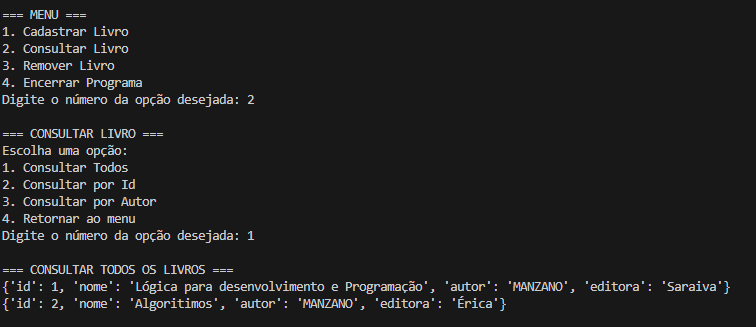 === MENU ===
1. Cadastrar Livro
2. Consultar Livro
3. Remover Livro
4. Encerrar Programa
Digite o número da opção desejada: 2
=== CONSULTAR LIVRO ===
Escolha uma opção:
1. Consultar Todos
2. Consultar por Id
3. Consultar por Autor
4. Retornar ao menu
Digite o número da opção desejada: 1
=== CONSULTAR TODOS OS LIVROS ===
{'id': 1, 'nome': 'Lógica para desenvolvimento e Programação', 'autor': 'MANZANO', 'editora': 'Saraiva'}
{'id': 2, 'nome': 'Algoritimos', 'autor': 'MANZANO', 'editora': 'Érica'}